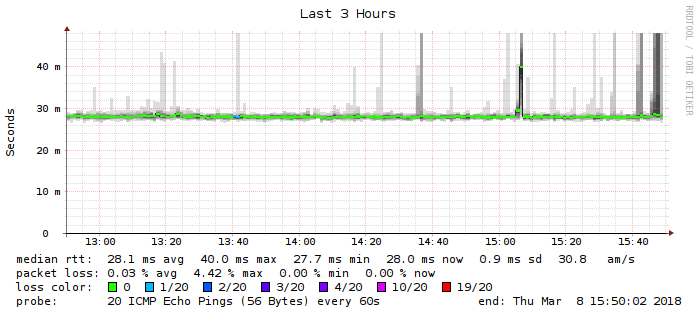 Last 3 Hours
RRDTOOL / TOBI OETIKER
Seconds
40 m
30 m
20 m
10 m
0
13:00 13:20 13:40 14:00 14:20 14:40 15:00 15:20 15:40
median rtt: 28.1 ms avg 40.0 ms max 27.7 ms min 28.0 ms now 0.9 ms sd 30.8 am/s
packet loss: 0.03 % avg 4.42 % max 0.00 % min 0.00 % now
loss color: 0 1/20 2/20 3/20 4/20 10/20 19/20
probe: 20 ICMP Echo Pings (56 Bytes) every 60s end: Thu Mar 8 15:50:02 2018